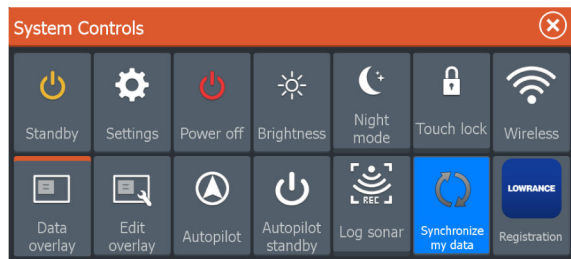 System Controls
Standby
Settings
Power off
Brightness
Night
mode
Touch lock
Wireless
Data
overlay
Edit
overlay
Autopilot
Autopilot
standby
REC
Log sonar
Synchronize
my data
LOWRANCE
Registration